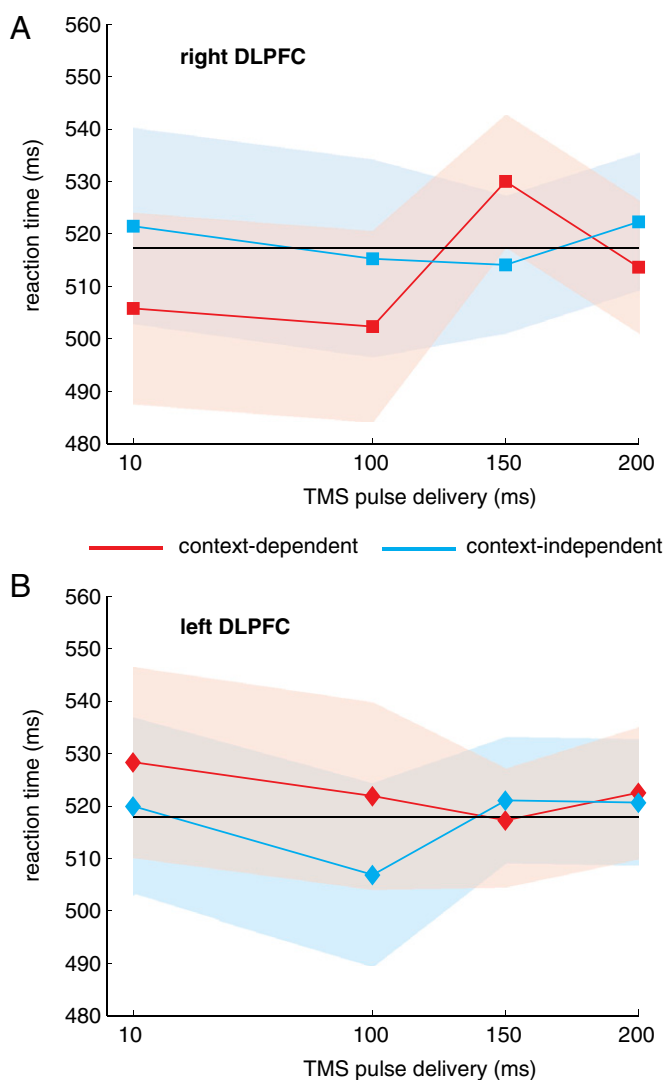 A
right DLPFC
reaction time (ms)
560
550
540
530
520
510
500
490
480
10 100 150 200
TMS pulse delivery (ms)
context-dependent context-independent
B
left DLPFC
reaction time (ms)
560
550
540
530
520
510
500
490
480
10 100 150 200
TMS pulse delivery (ms)